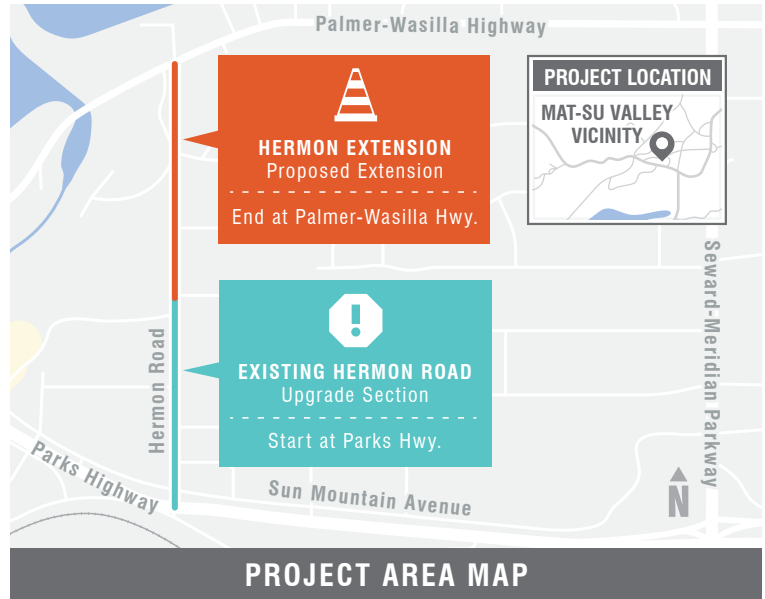 Palmer-Wasilla Highway
HERMON EXTENSION
Proposed Extension
End at Palmer-Wasilla Hwy.
PROJECT LOCATION
MAT-SU VALLEY
VICINITY
EXISTING HERMON ROAD
Upgrade Section
Start at Parks Hwy.
Hermon Road
Seward-Meridian Parkway
Parks Highway
Sun Mountain Avenue
N
PROJECT AREA MAP